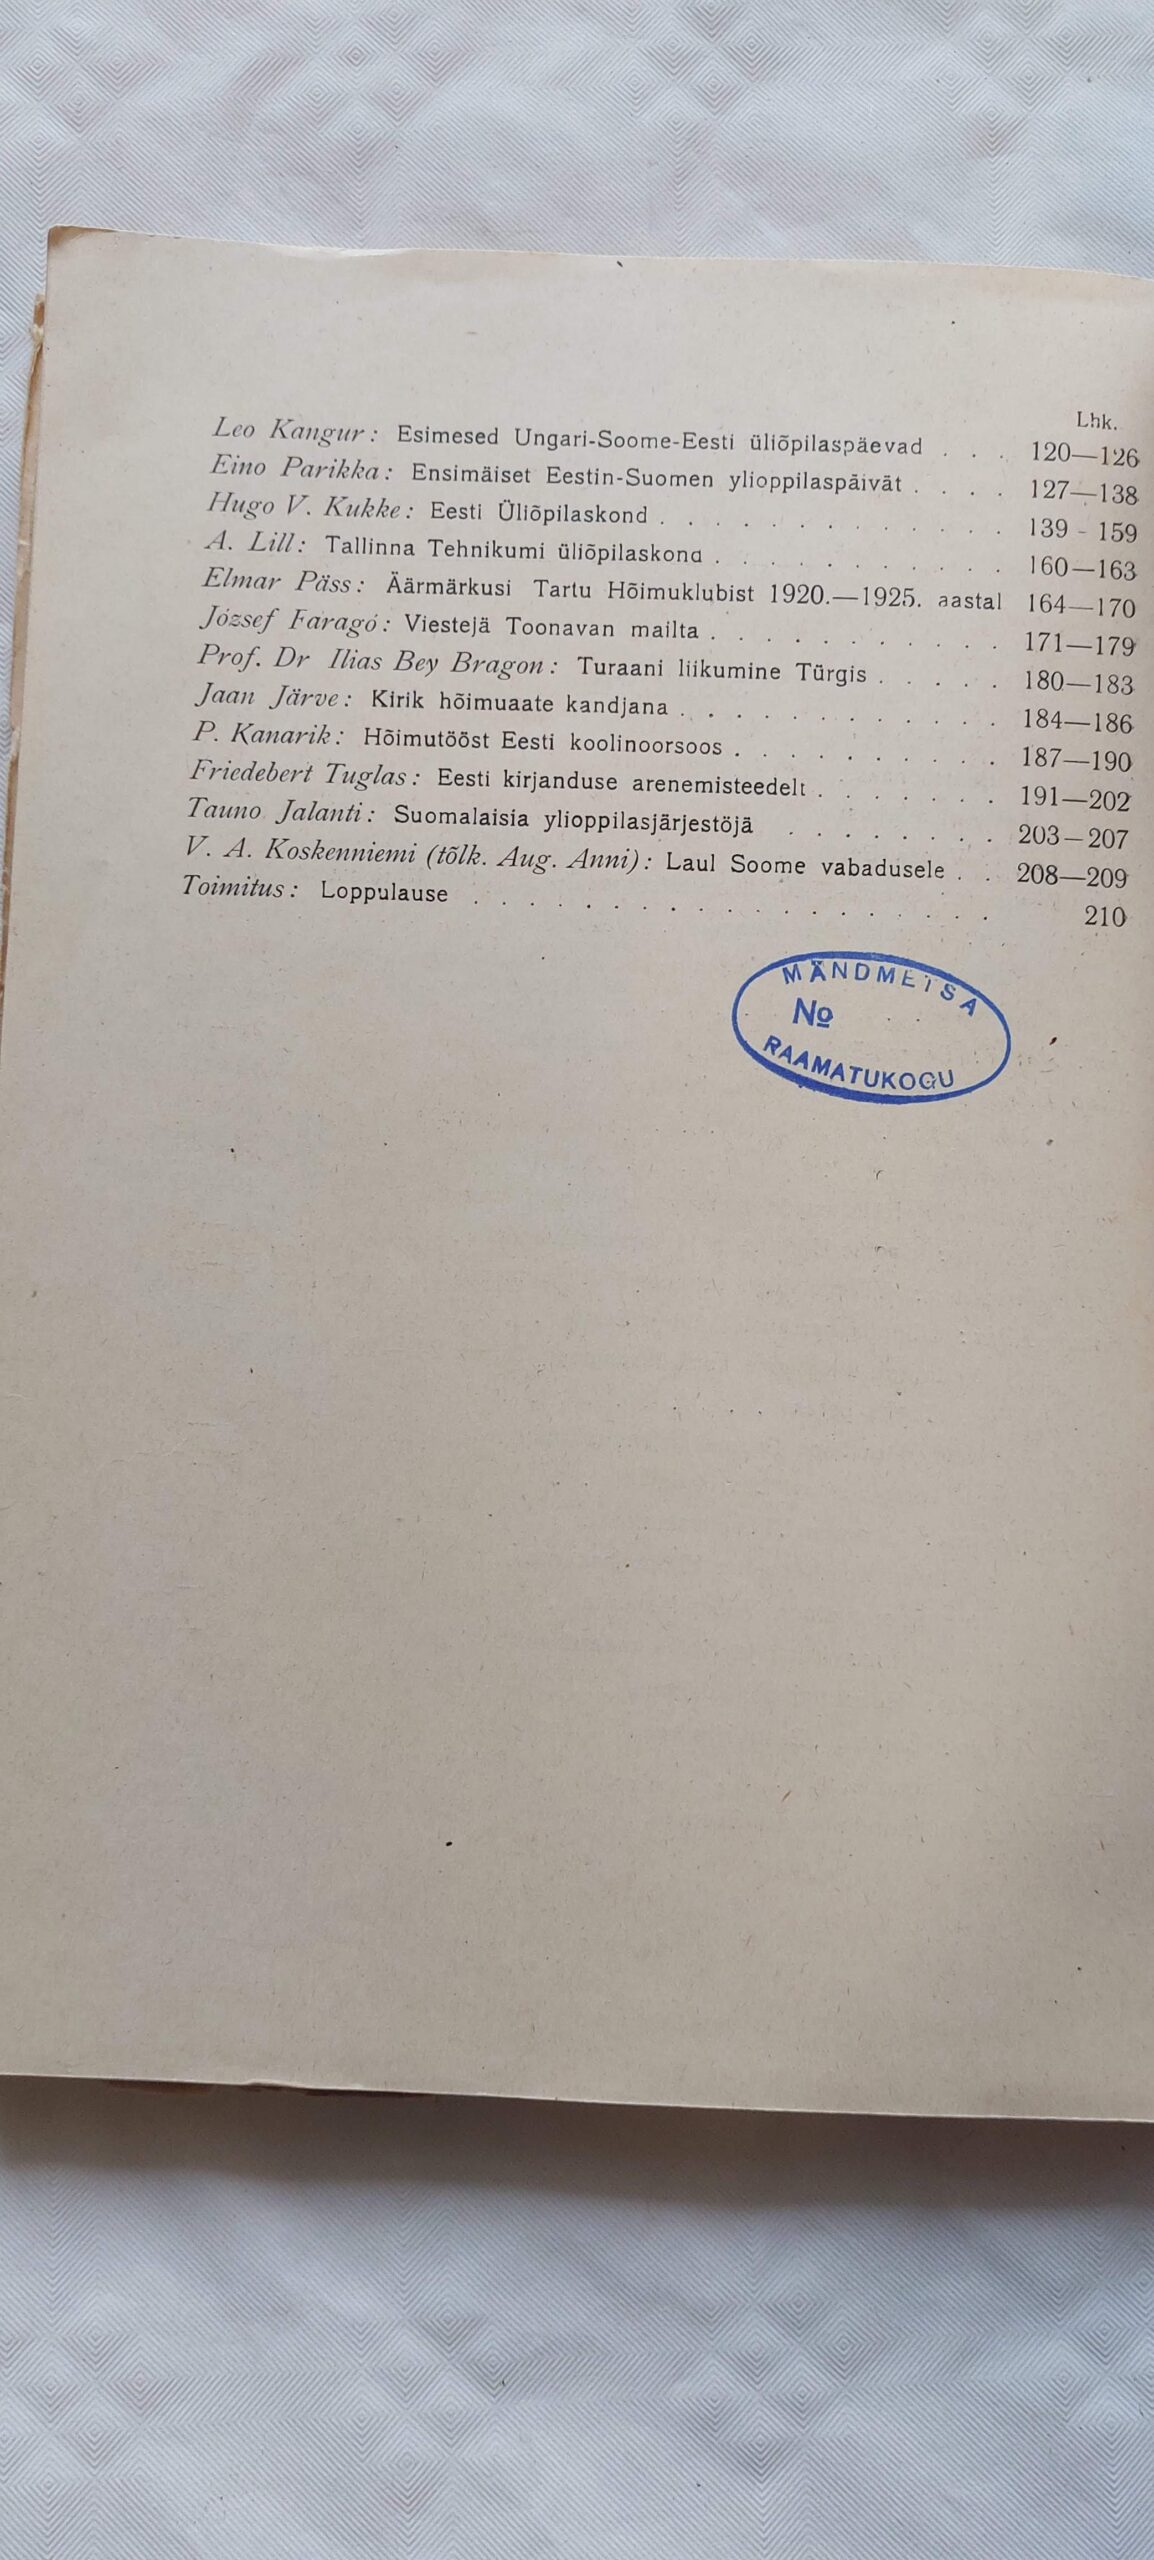 Lhk.
Leo Kangur: Esimesed Ungari-Soome-Eesti üliõpilaspäevad . . . 120—126
Eino Parikka: Ensimäiset Eestin-Suomen ylioppilaspäivät . . . . 127—138
Hugo V. Kukke: Eesti Üliõpilaskond . . . . . . . . . . . . . 139 - 159
A. Lill: Tallinna Tehnikumi üliõpilaskond . . . . . . . . . . . 160—163
Elmar Päss: Äärmärkusi Tartu Hõimuklubist 1920.—1925. aastal 164—170
József Faragó: Viestejä Toonavan mailta . . . . . . . . . . . 171—179
Prof. Dr Ilias Bey Bragon: Turaani liikumine Türgis . . . . . 180—183
Jaan Järve: Kirik hõimuaate kandjana . . . . . . . . . . . . 184—186
P. Kanarik: Hõimutööst Eesti koolinoorsoos . . . . . . . . . . 187—190
Friedebert Tuglas: Eesti kirjanduse arenemisteedelt . . . . . . . 191—202
Tauno Jalanti: Suomalaisia ylioppilasjärjestöjä . . . . . . . . 203—207
V. A. Koskenniemi (tõlk. Aug. Anni): Laul Soome vabadusele . . 208—209
Toimitus: Loppulause . . . . . . . . . . . . . . . . . . . 210
MÄNDMETSA
No
RAAMATUKOGU